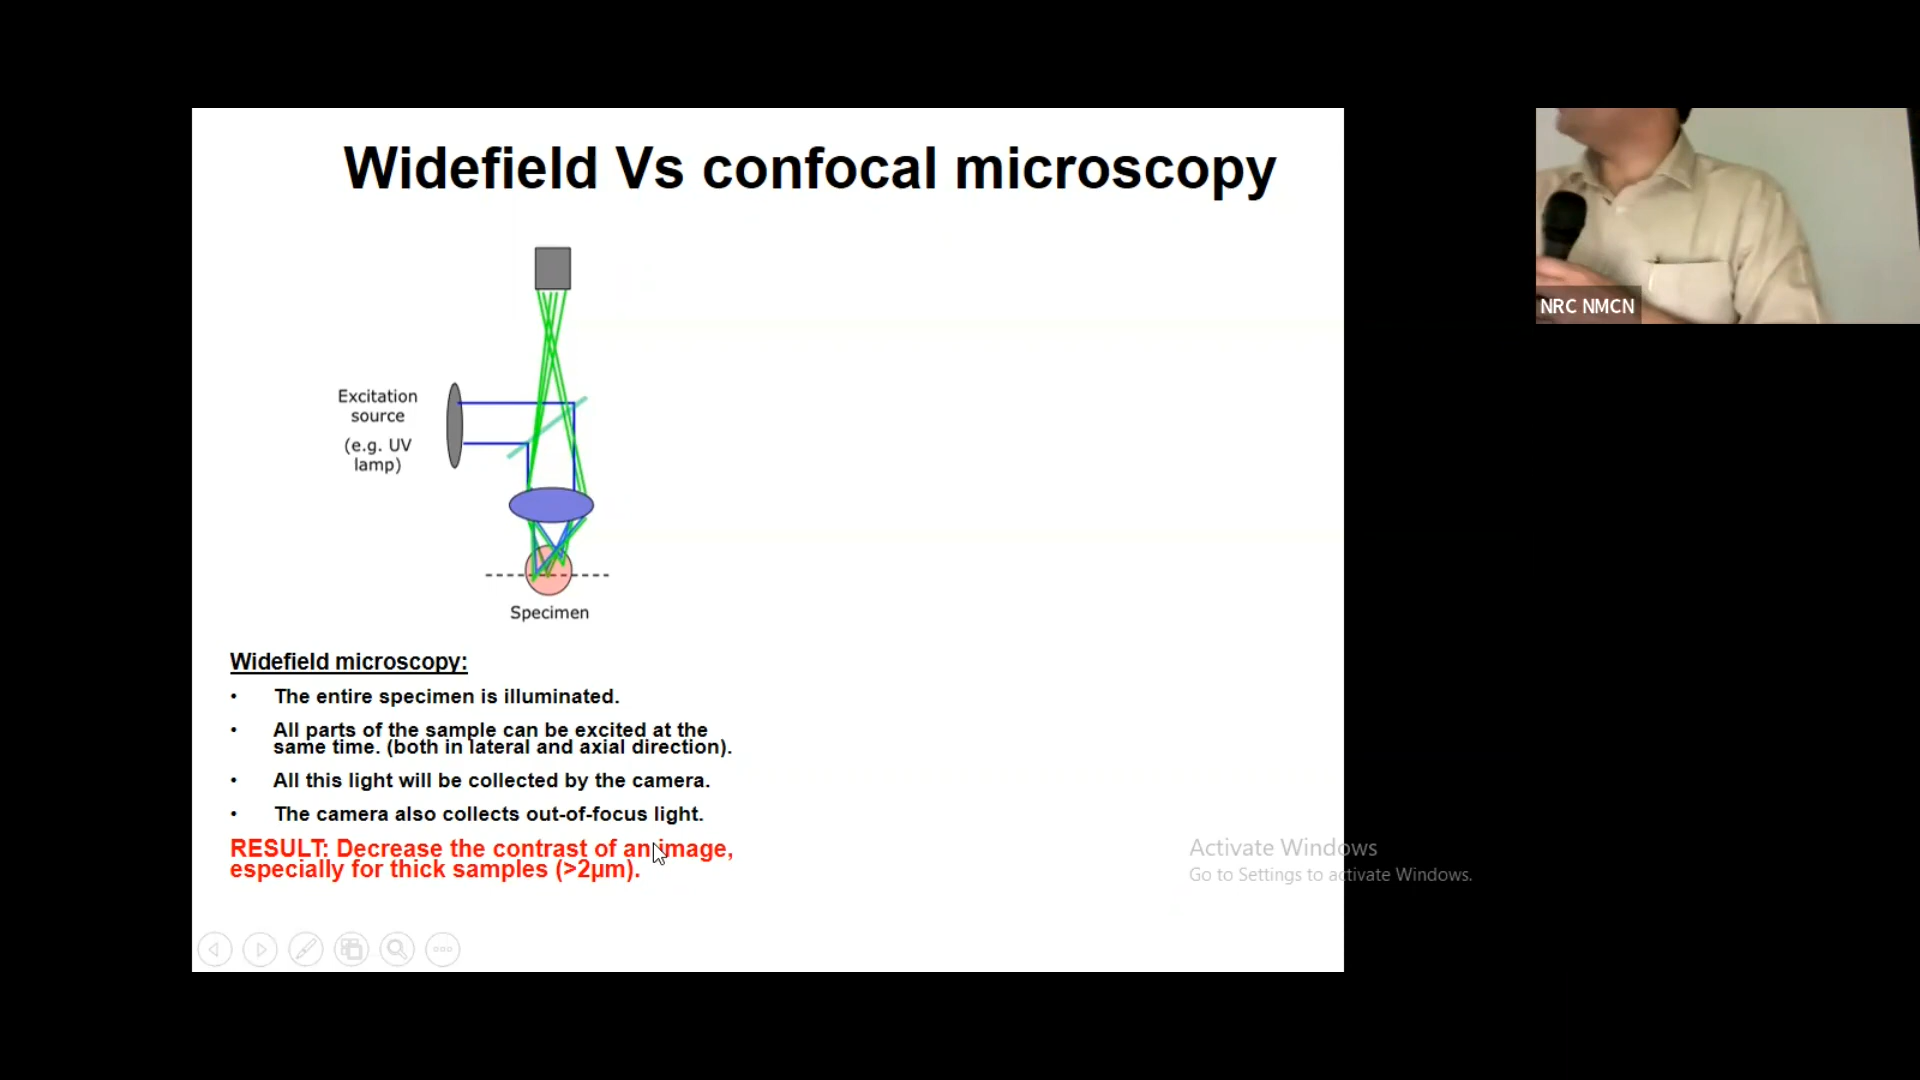 Widefield Vs confocal microscopy
Excitation
source
(e.g. UV
lamp)
Specimen
Widefield microscopy:
• The entire specimen is illuminated.
• All parts of the sample can be excited at the
same time. (both in lateral and axial direction).
• All this light will be collected by the camera.
• The camera also collects out-of-focus light.
RESULT: Decrease the contrast of an image,
especially for thick samples (>2µm).
NRC NMCN
Activate Windows
Go to Settings to activate Windows.